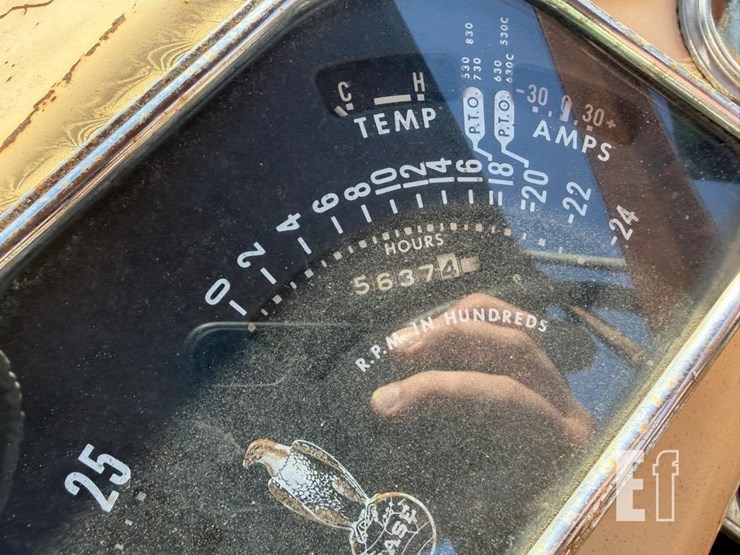 530 830
730
630 530C
630C
C H
TEMP
P.T.O.
P.T.O.
-30 0 30+
AMPS
0 2 4 6 8 10 12 14 16 18 20 22 24
HOURS
56374
R.P.M. IN HUNDREDS
25
CASE
Ef